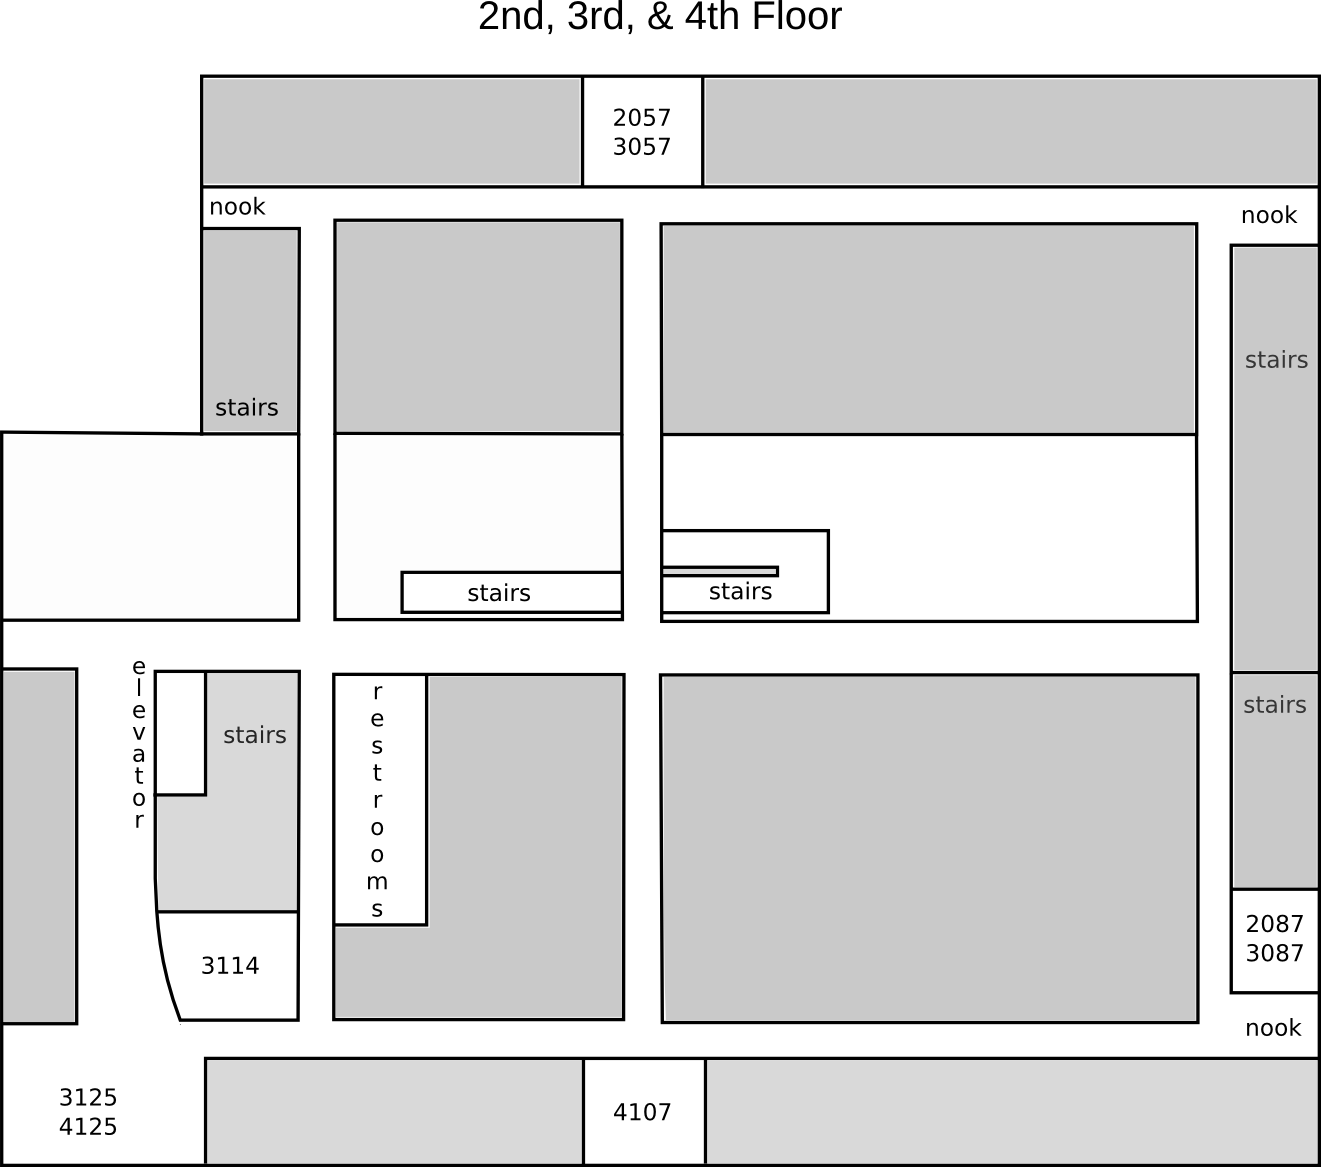 2nd, 3rd, & 4th Floor
2057
3057
nook
nook
stairs
stairs
stairs
stairs
elevator
stairs
restrooms
stairs
3114
2087
3087
nook
3125
4125
4107